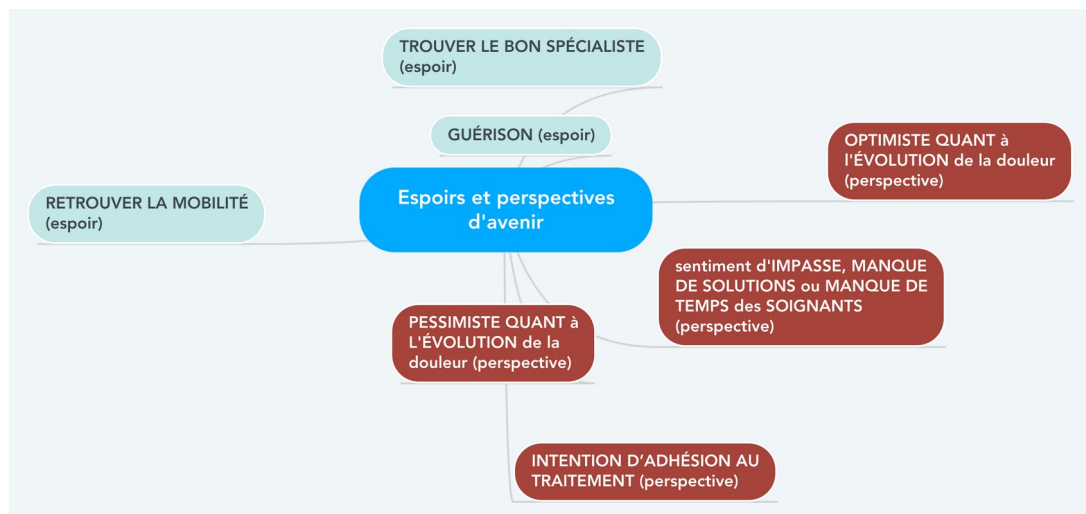 TROUVER LE BON SPÉCIALISTE
(espoir)
GUÉRISON (espoir)
OPTIMISTE QUANT à
l'ÉVOLUTION de la douleur
(perspective)
RETROUVER LA MOBILITÉ
(espoir)
Espoirs et perspectives
d'avenir
sentiment d'IMPASSE, MANQUE
DE SOLUTIONS ou MANQUE DE
TEMPS des SOIGNANTS
(perspective)
PESSIMISTE QUANT à
L'ÉVOLUTION de la
douleur (perspective)
INTENTION D’ADHÉSION AU
TRAITEMENT (perspective)